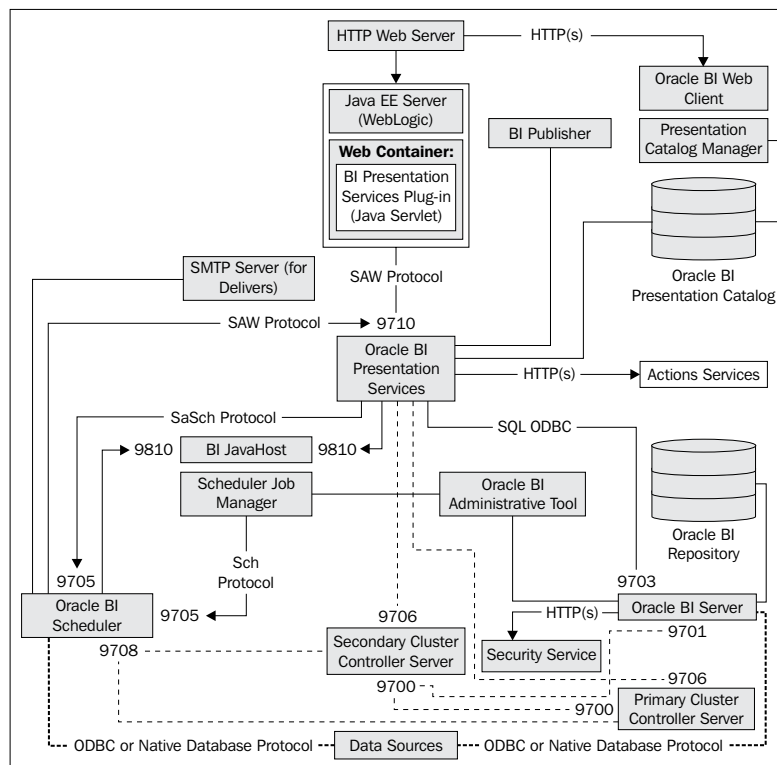 HTTP Web Server
HTTP(s)
Oracle BI Web
Client
Java EE Server
(WebLogic)
BI Publisher
Presentation
Catalog Manager
Web Container:
BI Presentation
Services Plug-in
(Java Servlet)
SMTP Server (for
Delivers)
SAW Protocol
Oracle BI
Presentation Catalog
SAW Protocol
9710
Oracle BI
Presentation
Services
HTTP(s)
Actions Services
SaSch Protocol
SQL ODBC
9810
BI JavaHost
9810
Scheduler Job
Manager
Oracle BI
Administrative Tool
Oracle BI
Repository
Sch
Protocol
9705
9703
Oracle BI
Scheduler
9705
9706
HTTP(s)
Oracle BI Server
9708
Secondary Cluster
Controller Server
Security Service
9701
9700
9706
9700
Primary Cluster
Controller Server
ODBC or Native Database Protocol
Data Sources
ODBC or Native Database Protocol